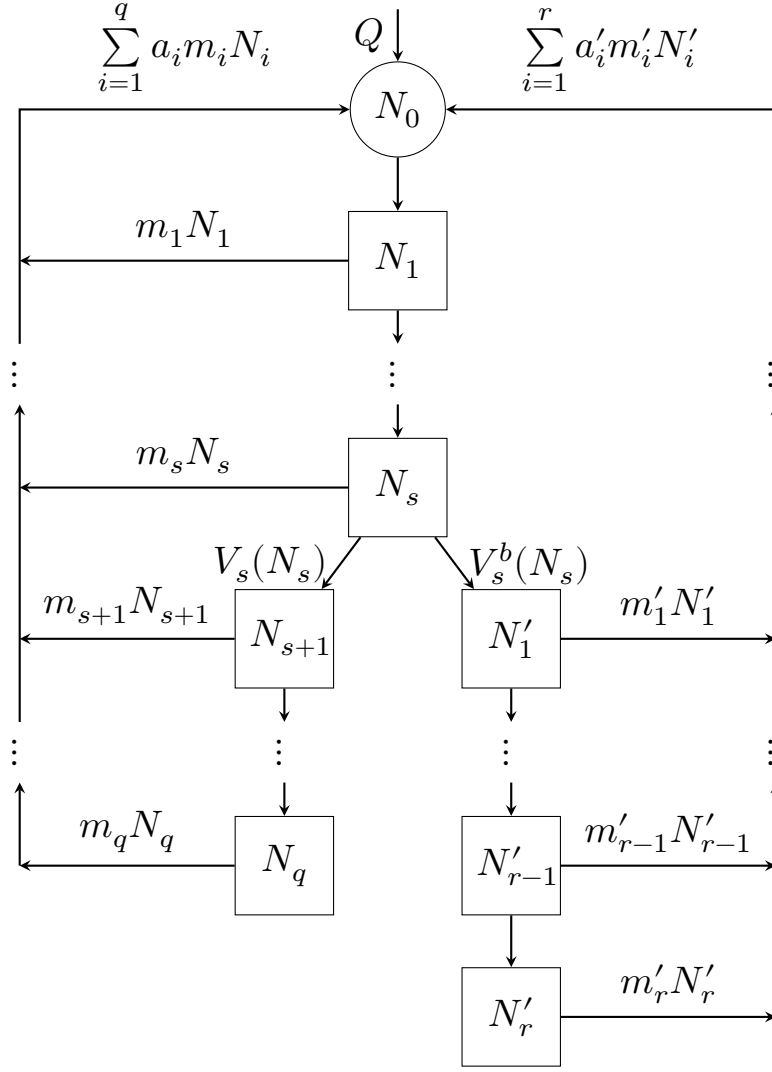 $\sum_{i=1}^{q} a_i m_i N_i$
$Q$
$\sum_{i=1}^{r} a'_i m'_i N'_i$
$N_0$
$m_1 N_1$
$N_1$
⋮ ⋮ ⋮
$m_s N_s$
$N_s$
$V_s(N_s)$ $V_s^b(N_s)$
$m_{s+1} N_{s+1}$ $N_{s+1}$ $N'_1$ $m'_1 N'_1$
⋮ ⋮ ⋮ ⋮
$m_q N_q$ $N_q$ $N'_{r-1}$ $m'_{r-1} N'_{r-1}$
$N'_r$ $m'_r N'_r$